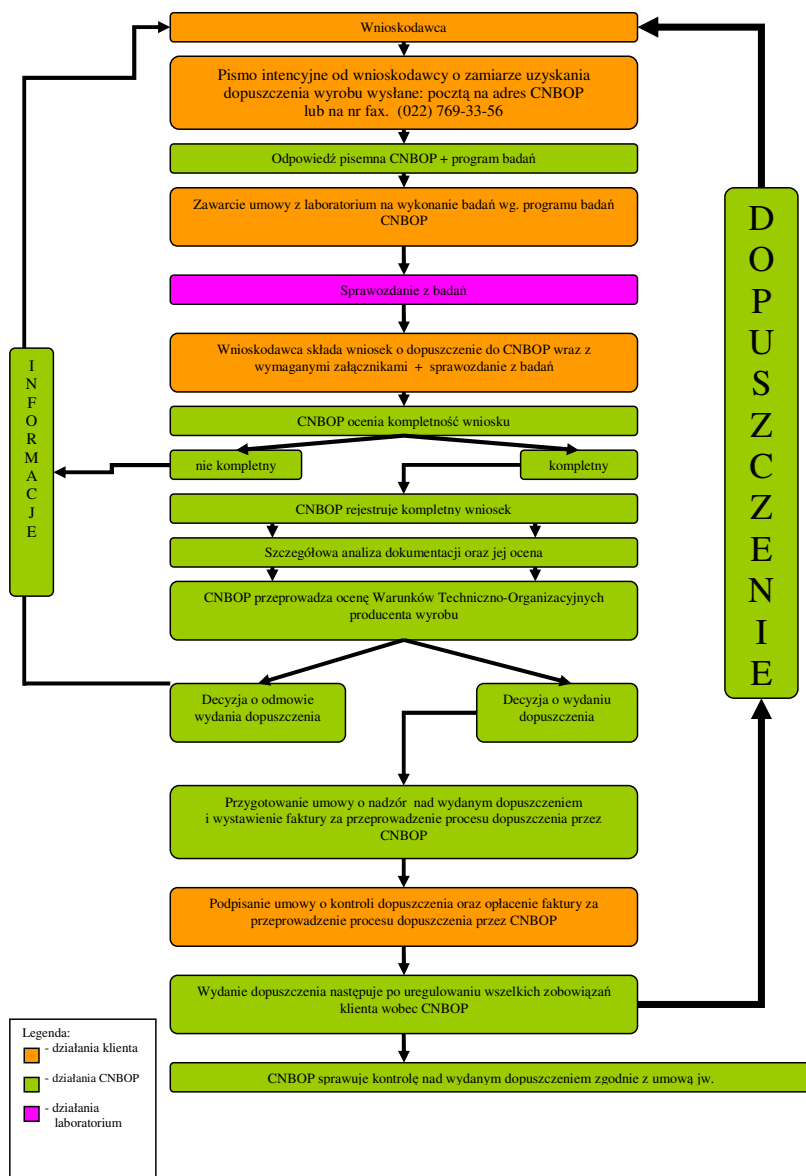 Wnioskodawca
Pismo intencyjne od wnioskodawcy o zamiarze uzyskania
dopuszczenia wyrobu wysłane: pocztą na adres CNBOP
lub na nr fax. (022) 769-33-56
Odpowiedź pisemna CNBOP + program badań
Zawarcie umowy z laboratorium na wykonanie badań wg. programu badań
CNBOP
Sprawozdanie z badań
Wnioskodawca składa wniosek o dopuszczenie do CNBOP wraz z
wymaganymi załącznikami + sprawozdanie z badań
CNBOP ocenia kompletność wniosku
nie kompletny
kompletny
CNBOP rejestruje kompletny wniosek
Szczegółowa analiza dokumentacji oraz jej ocena
CNBOP przeprowadza ocenę Warunków Techniczno-Organizacyjnych
producenta wyrobu
Decyzja o odmowie
wydania dopuszczenia
Decyzja o wydaniu
dopuszczenia
Przygotowanie umowy o nadzór nad wydanym dopuszczeniem
i wystawienie faktury za przeprowadzenie procesu dopuszczenia przez
CNBOP
Podpisanie umowy o kontroli dopuszczenia oraz opłacenie faktury za
przeprowadzenie procesu dopuszczenia przez CNBOP
Wydanie dopuszczenia następuje po uregulowaniu wszelkich zobowiązań
klienta wobec CNBOP
CNBOP sprawuje kontrolę nad wydanym dopuszczeniem zgodnie z umową jw.
INFORMACJE
DOPUSZCZENIE
Legenda:
- działania klienta
- działania CNBOP
- działania
laboratorium